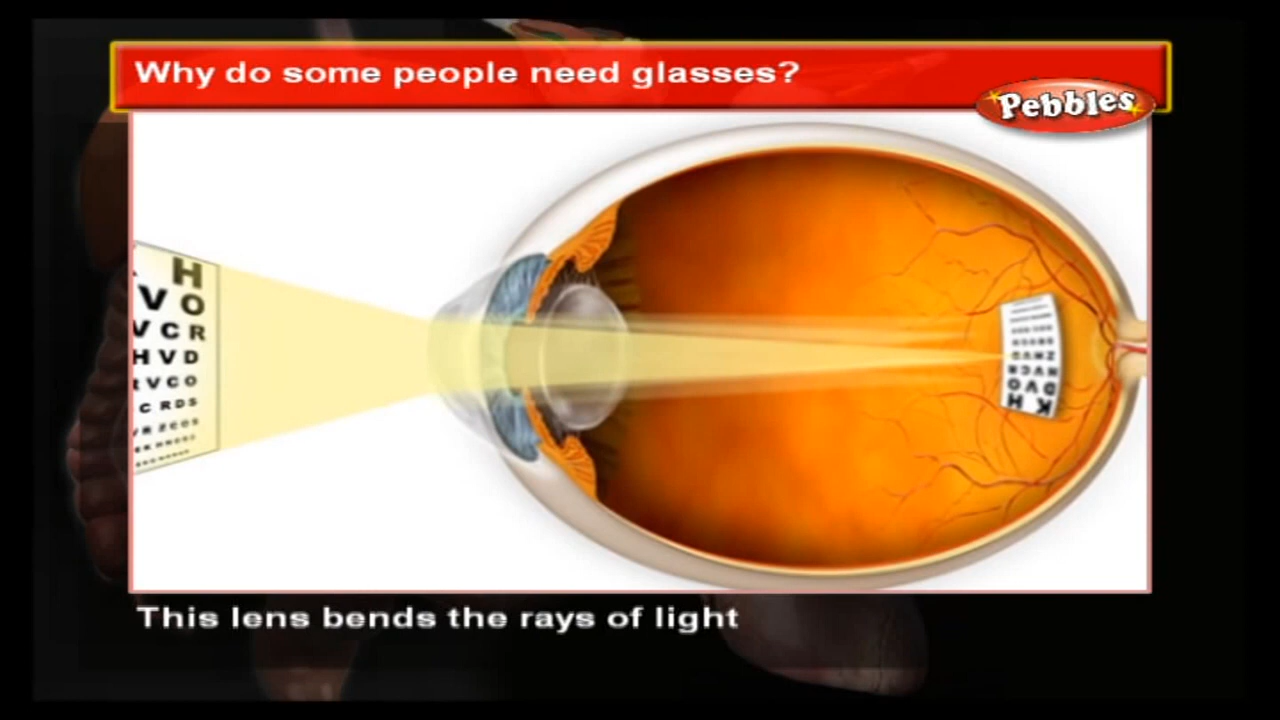 Why do some people need glasses?
Pebbles
H
V O
V C R
H V D
V C O
C R D S
This lens bends the rays of light